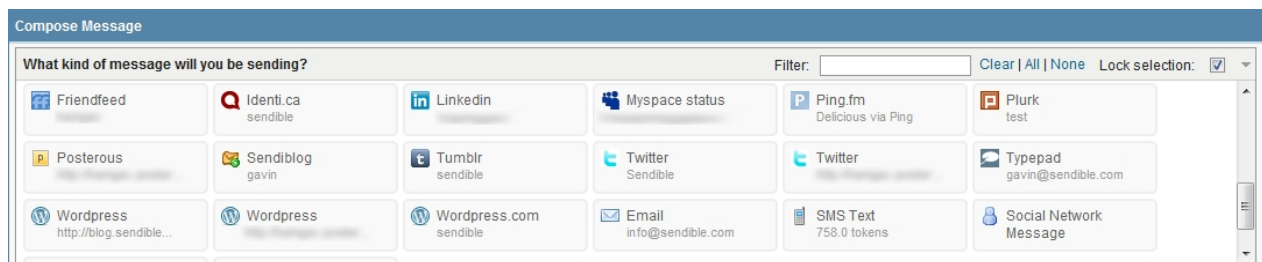 Compose Message
What kind of message will you be sending?
Filter:
Clear | All | None
Lock selection:
Friendfeed
Identi.ca
sendible
Linkedin
Myspace status
Ping.fm
Delicious via Ping
Plurk
test
Posterous
Sendiblog
gavin
Tumblr
sendible
Twitter
Sendible
Twitter
Typepad
gavin@sendible.com
Wordpress
http://blog.sendible...
Wordpress
Wordpress.com
sendible
Email
info@sendible.com
SMS Text
758.0 tokens
Social Network
Message